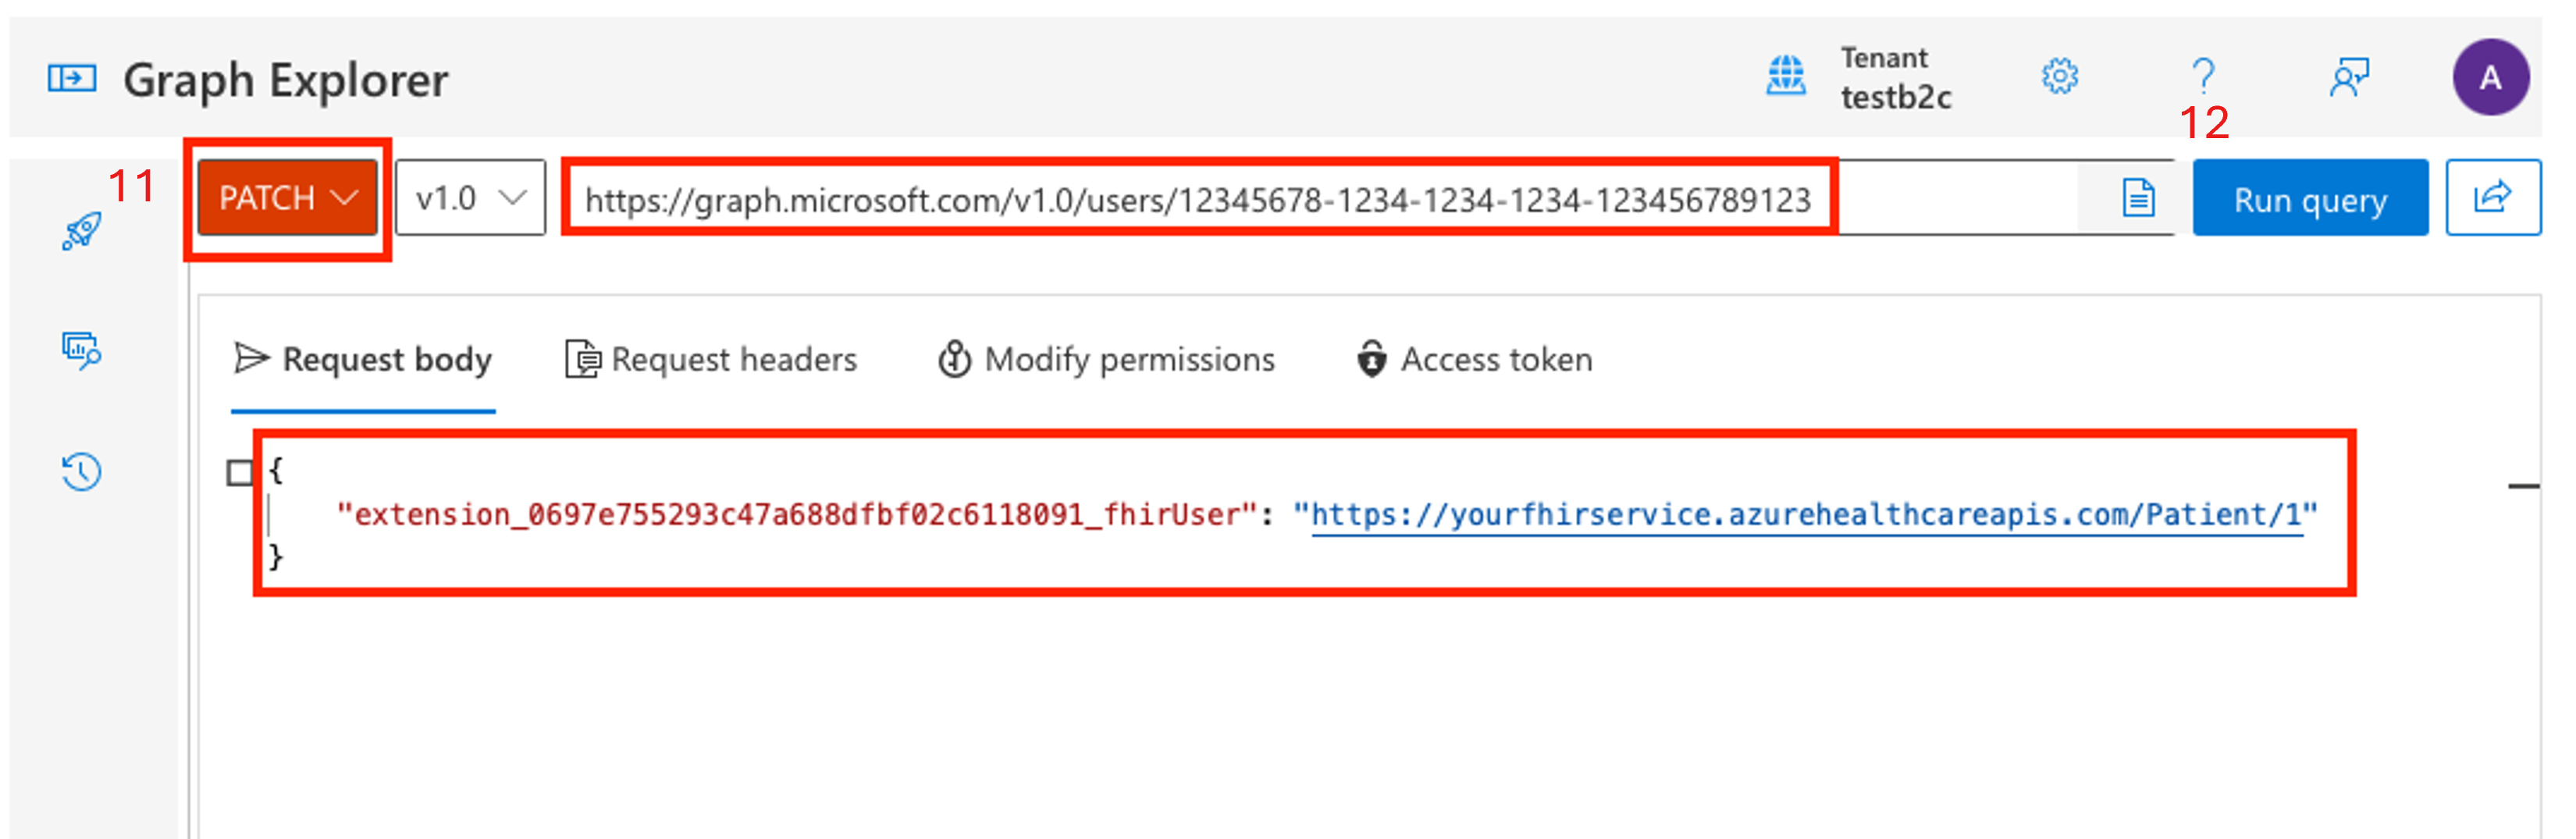 Graph Explorer
Tenant
testb2c
A
11
12
PATCH
v1.0
https://graph.microsoft.com/v1.0/users/12345678-1234-1234-1234-123456789123
Run query
Request body
Request headers
Modify permissions
Access token
{
"extension_0697e755293c47a688dfbf02c6118091_fhirUser": "https://yourfhirservice.azurehealthcareapis.com/Patient/1"
}